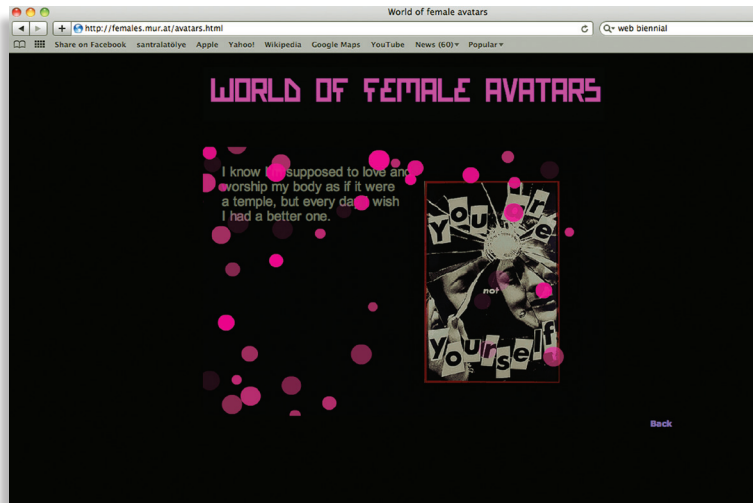 World of female avatars
http://females.mur.at/avatars.html
web biennial
Share on Facebook santralatölye Apple Yahoo! Wikipedia Google Maps YouTube News (60) Popular
WORLD OF FEMALE AVATARS
I know I'm supposed to love and
worship my body as if it were
a temple, but every day I wish
I had a better one.
You are
not
yourself
Back